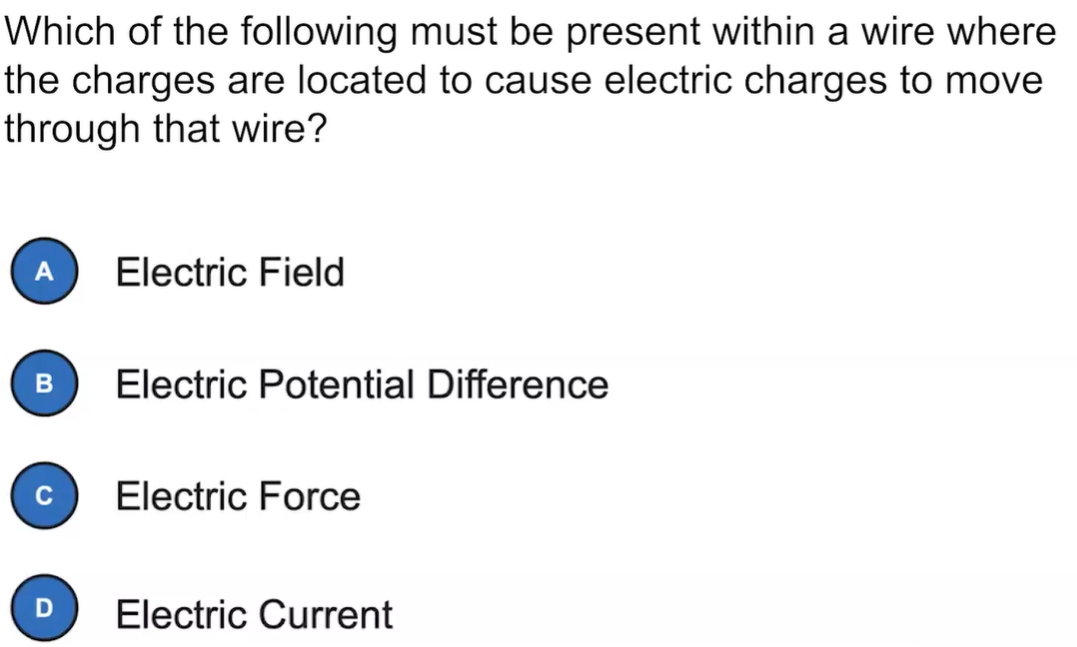 Which of the following must be present within a wire where
the charges are located to cause electric charges to move
through that wire?
A Electric Field
B Electric Potential Difference
C Electric Force
D Electric Current